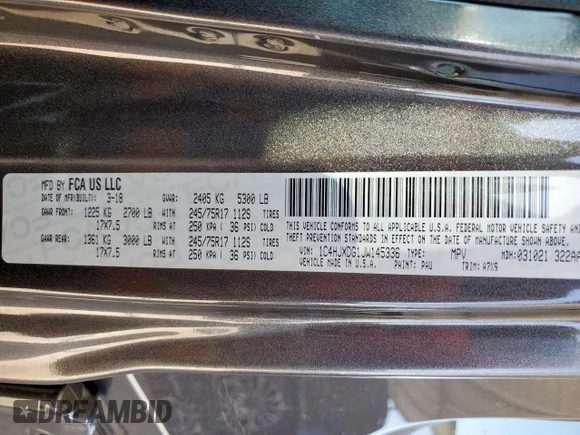 MFD BY FCA US LLC
DATE OF MFR(BUILT): 3-18 GVWR: 2405 KG 5300 LB
GAWR FRONT: 1225 KG 2700 LB 245/75R17 112S TIRES
17X7.5 RIMS AT 250 KPA ( 36 PSI) COLD
GAWR REAR: 1361 KG 3000 LB 245/75R17 112S TIRES
17X7.5 RIMS AT 250 KPA ( 36 PSI) COLD
THIS VEHICLE CONFORMS TO ALL APPLICABLE U.S.A. FEDERAL MOTOR VEHICLE
SAFETY, BUMPER, AND THEFT PREVENTION STANDARDS IN
EFFECT ON THE DATE OF MANUFACTURE SHOWN ABOVE.
VIN: 1C4HJXDG1JW145336 TYPE: MPV MDH: 031021 322AA
VEHICLE MADE IN U.S.A. PAINT: PAU TRIM: A7X9
DREAMBID